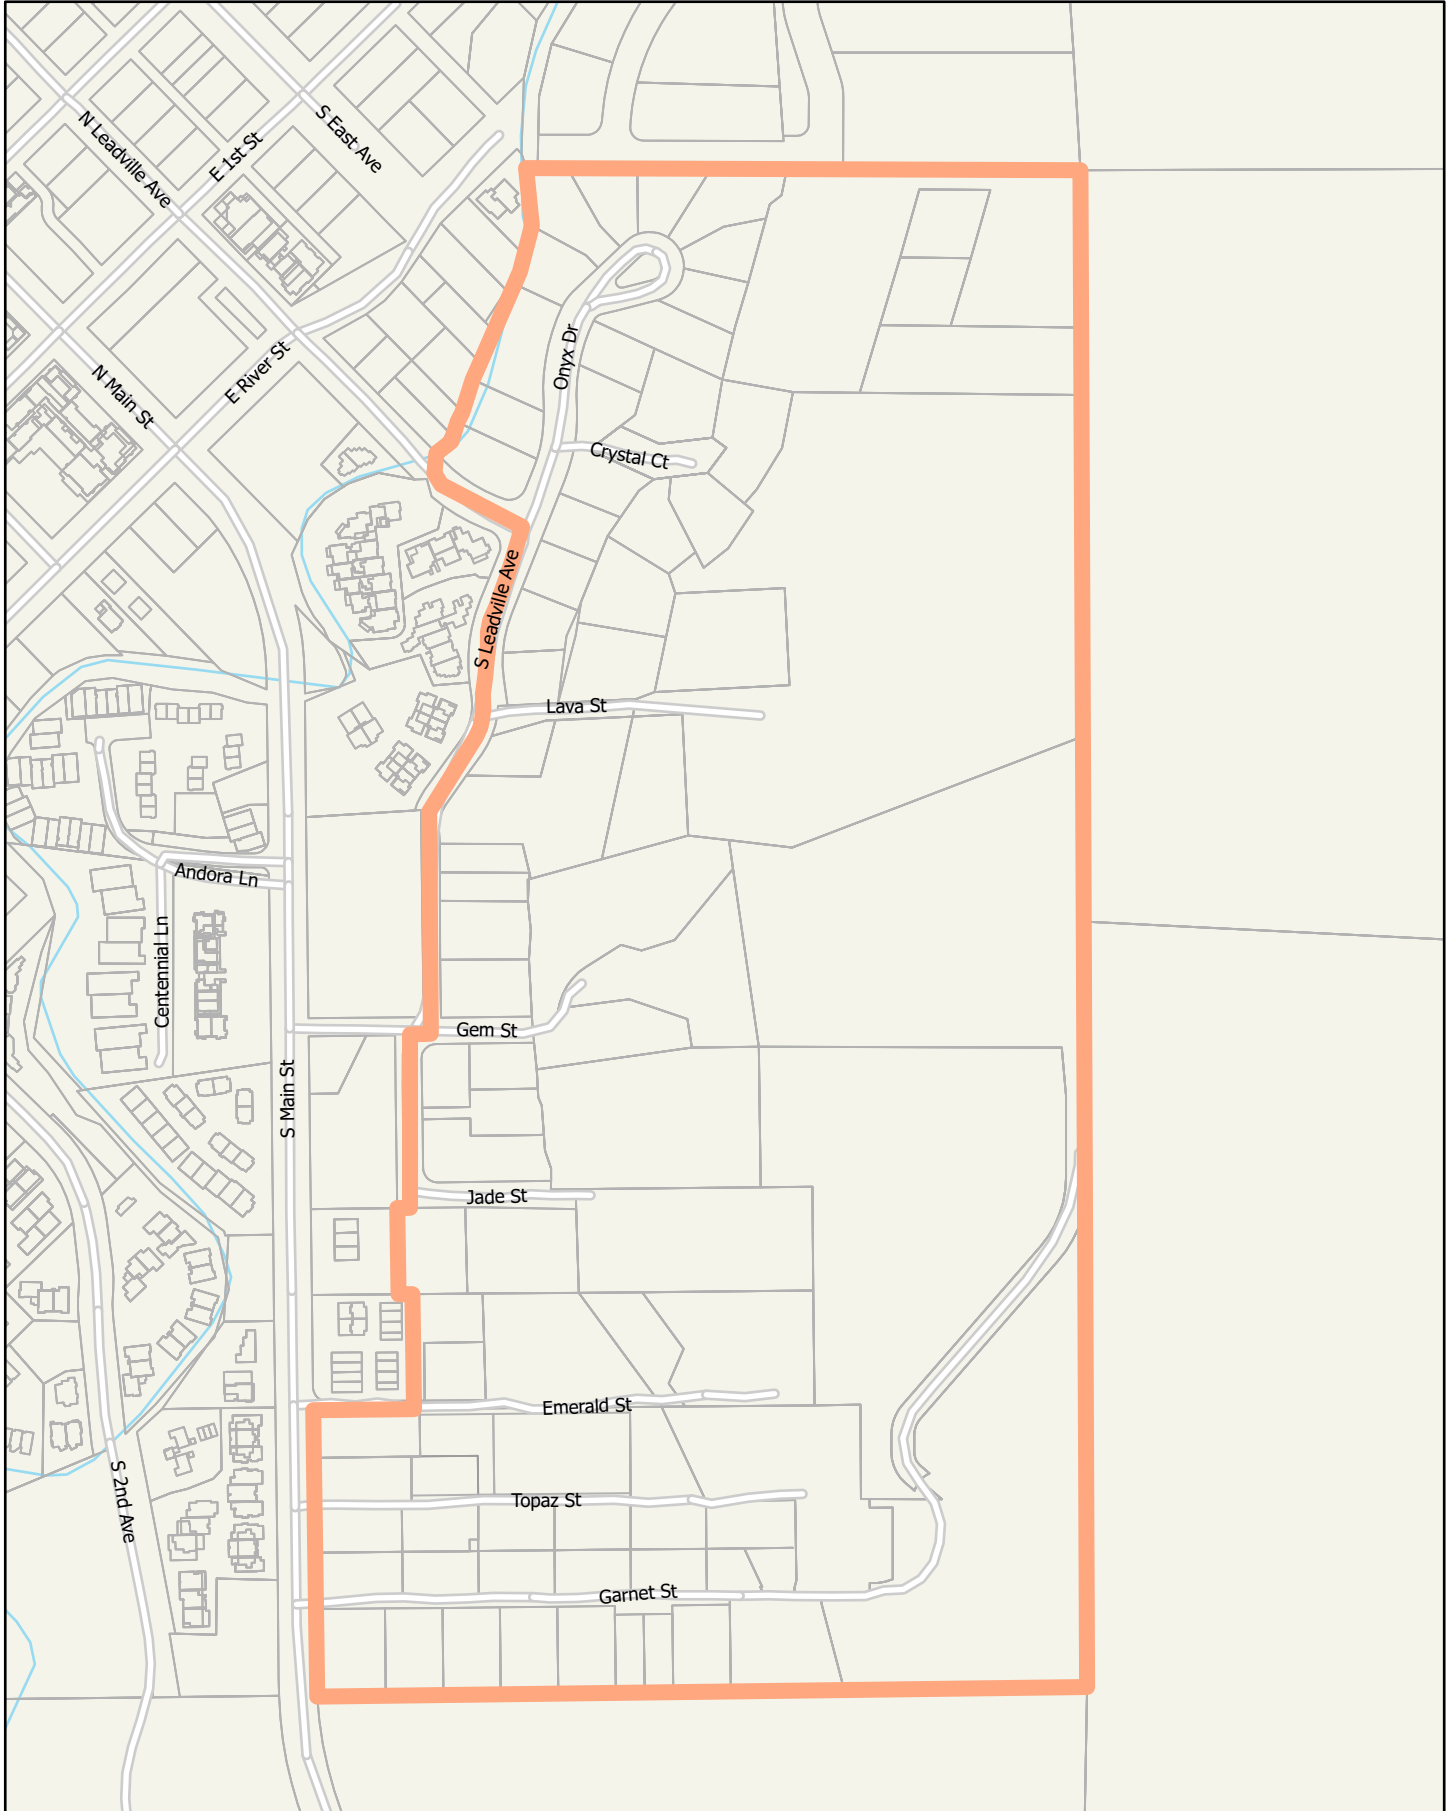 N Leadville Ave
E 1st St
S East Ave
N Main St
E River St
Onyx Dr
Crystal Ct
S Leadville Ave
Lava St
Andora Ln
Centennial Ln
Gem St
S Main St
Jade St
Emerald St
S 2nd Ave
Topaz St
Garnet St